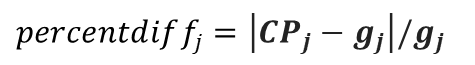 percentdiff_j = |CP_j − g_j|/g_j